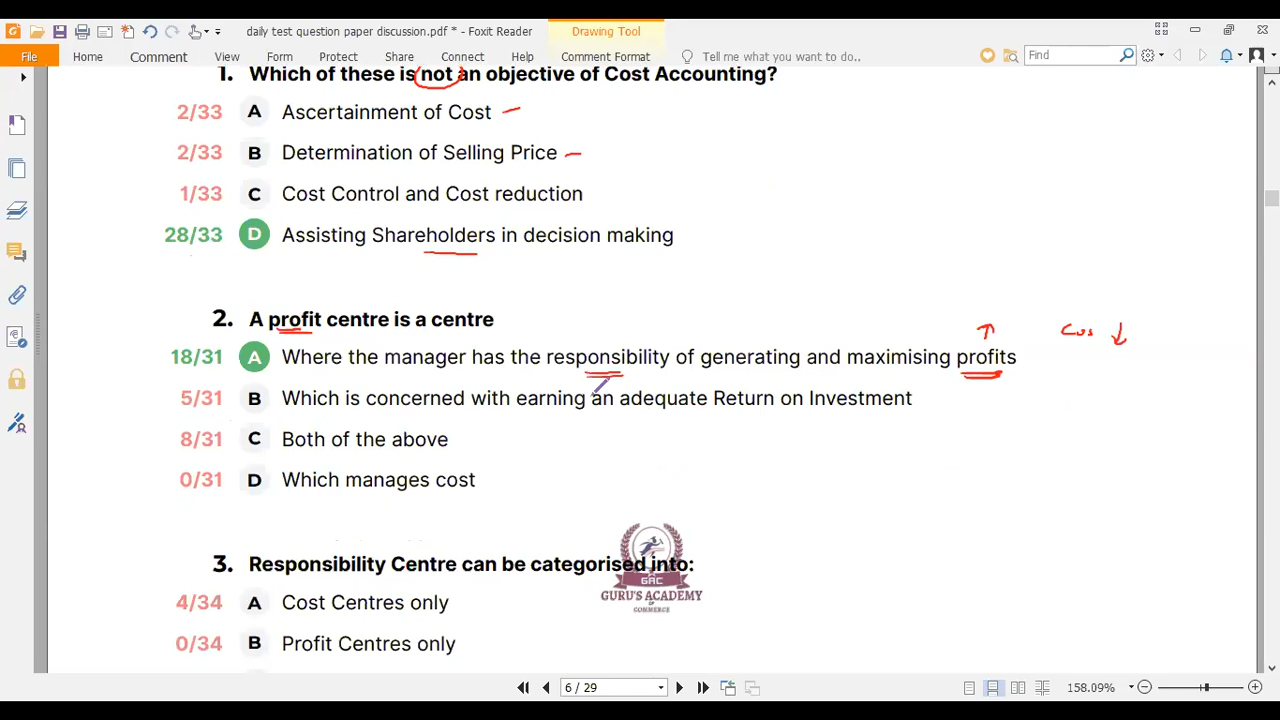 daily test question paper discussion.pdf * - Foxit Reader
Drawing Tool
File Home Comment View Form Protect Share Connect Help Comment Format Tell me what you want to do.. Find
1. Which of these is not an objective of Cost Accounting?
2/33 A Ascertainment of Cost
2/33 B Determination of Selling Price
1/33 C Cost Control and Cost reduction
28/33 D Assisting Shareholders in decision making
2. A profit centre is a centre
Cos
18/31 A Where the manager has the responsibility of generating and maximising profits
5/31 B Which is concerned with earning an adequate Return on Investment
8/31 C Both of the above
0/31 D Which manages cost
3. Responsibility Centre can be categorised into:
GAC
GURU'S ACADEMY
OF
COMMERCE
4/34 A Cost Centres only
0/34 B Profit Centres only
6 / 29
158.09%